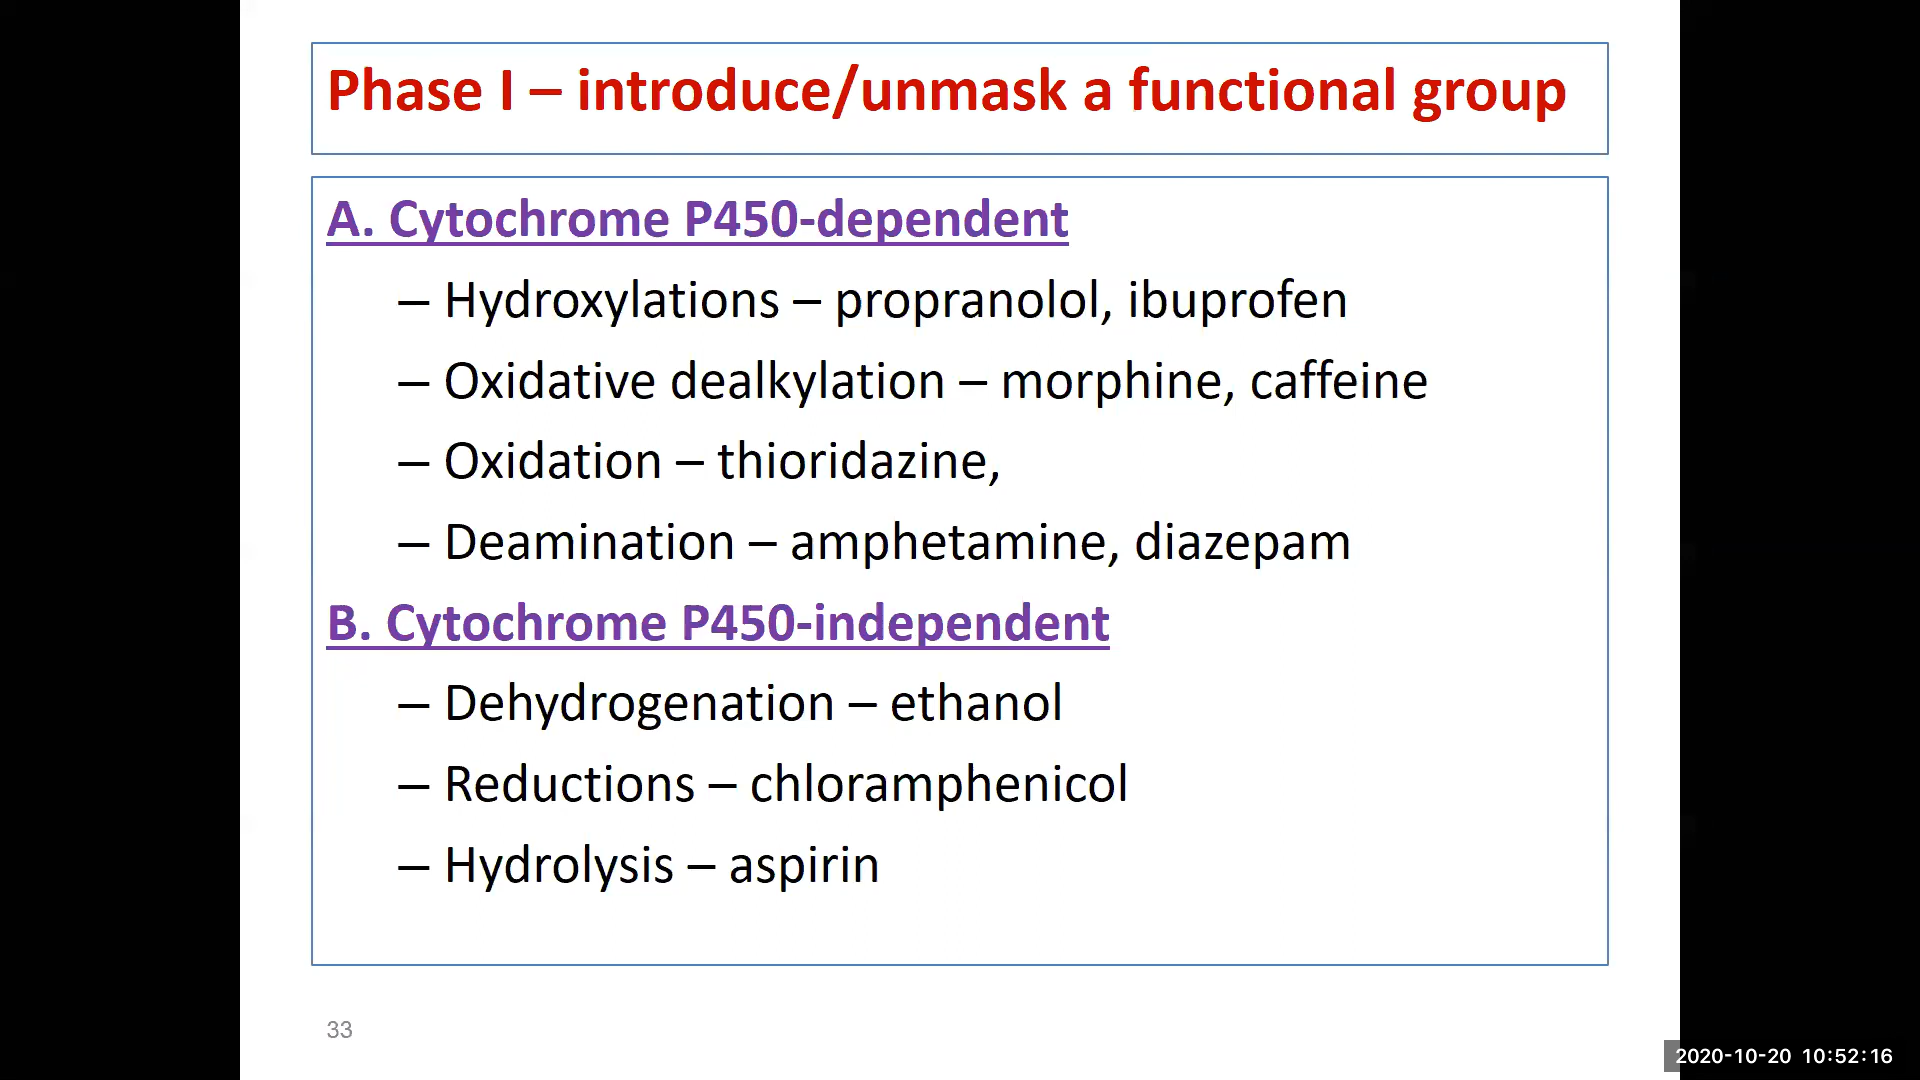 Phase I – introduce/unmask a functional group
A. Cytochrome P450-dependent
– Hydroxylations – propranolol, ibuprofen
– Oxidative dealkylation – morphine, caffeine
– Oxidation – thioridazine,
– Deamination – amphetamine, diazepam
B. Cytochrome P450-independent
– Dehydrogenation – ethanol
– Reductions – chloramphenicol
– Hydrolysis – aspirin
33
2020-10-20 10:52:16